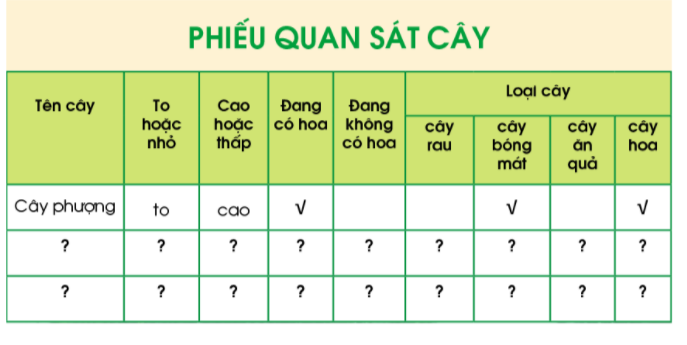 PHIẾU QUAN SÁT CÂY
Tên cây
To
hoặc
nhỏ
Cao
hoặc
thấp
Đang
có hoa
Đang
không
có hoa
Loại cây
cây
rau
cây
bóng
mát
cây
ăn
quả
cây
hoa
Cây phượng to cao √ √ √
? ? ? ? ? ? ? ? ?
? ? ? ? ? ? ? ? ?